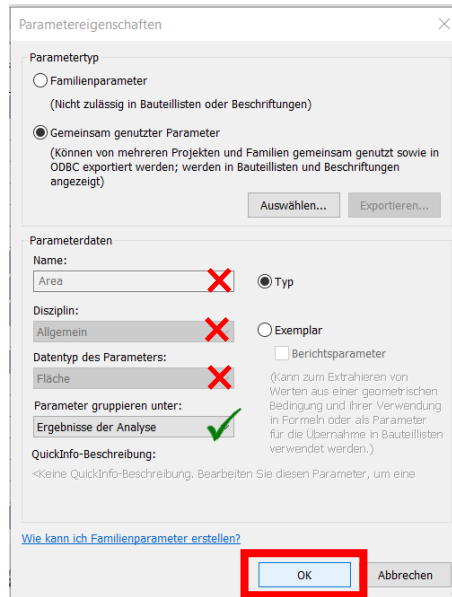 Parametereigenschaften
Parametertyp
Familienparameter
(Nicht zulässig in Bauteillisten oder Beschriftungen)
Gemeinsam genutzter Parameter
(Können von mehreren Projekten und Familien gemeinsam genutzt sowie in
ODBC exportiert werden; werden in Bauteillisten und Beschriftungen
angezeigt)
Auswählen... Exportieren...
Parameterdaten
Name:
Area
Typ
Disziplin:
Allgemein
Exemplar
Datentyp des Parameters:
Berichtsparameter
Fläche
(Kann zum Extrahieren von
Werten aus einer geometrischen
Bedingung und ihrer Verwendung
in Formeln oder als Parameter
für die Übernahme in Bauteillisten
verwendet werden.)
Parameter gruppieren unter:
Ergebnisse der Analyse
QuickInfo-Beschreibung:
<Keine QuickInfo-Beschreibung. Bearbeiten Sie diesen Parameter, um eine
Wie kann ich Familienparameter erstellen?
OK Abbrechen